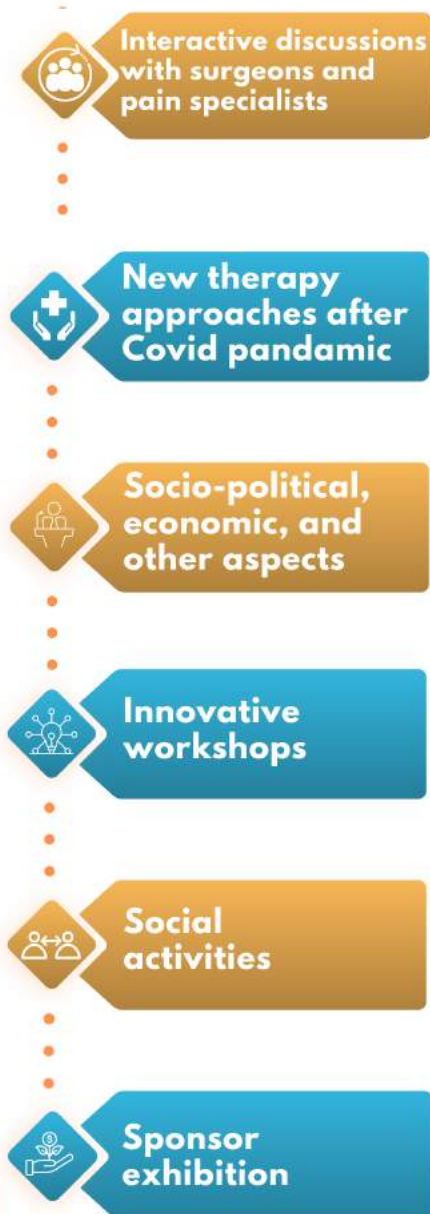 Interactive discussions
with surgeons and
pain specialists
New therapy
approaches after
Covid pandamic
Socio-political,
economic, and
other aspects
Innovative
workshops
Social
activities
Sponsor
exhibition